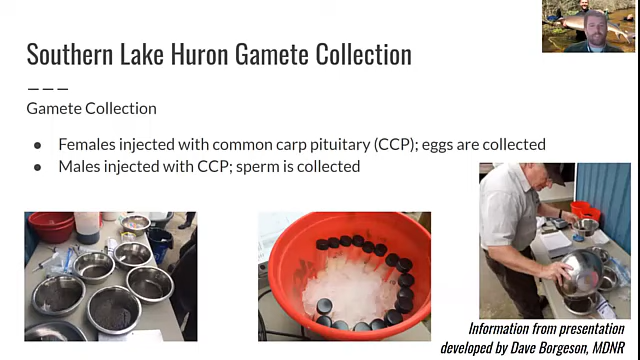 Southern Lake Huron Gamete Collection
Gamete Collection
● Females injected with common carp pituitary (CCP); eggs are collected
● Males injected with CCP; sperm is collected
Information from presentation
developed by Dave Borgeson, MDNR